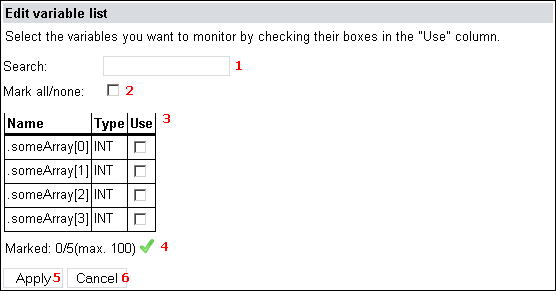 Edit variable list
Select the variables you want to monitor by checking their boxes in the "Use" column.
Search: 1
Mark all/none: 2
Name Type Use 3
.someArray[0] INT
.someArray[1] INT
.someArray[2] INT
.someArray[3] INT
Marked: 0/5(max. 100) 4
Apply 5 Cancel 6